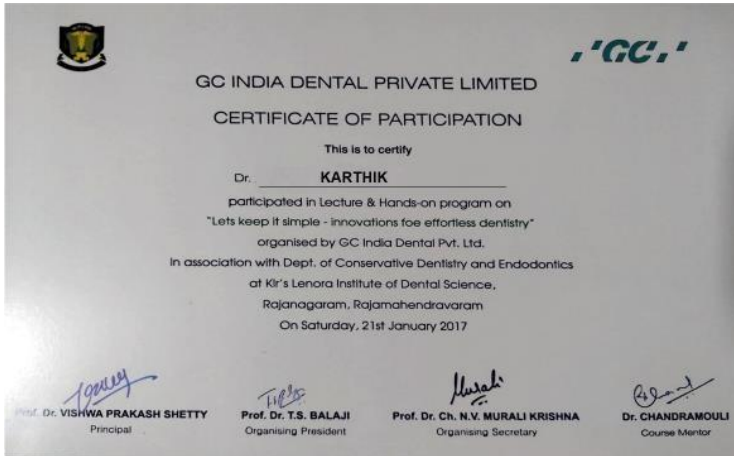 GC,
GC INDIA DENTAL PRIVATE LIMITED
CERTIFICATE OF PARTICIPATION
This is to certify
Dr. KARTHIK
participated in Lecture & Hands-on program on
"Lets keep it simple - innovations foe effortless dentistry"
organised by GC India Dental Pvt. Ltd.
In association with Dept. of Conservative Dentistry and Endodontics
at Klr's Lenora Institute of Dental Science,
Rajanagaram, Rajamahendravaram
On Saturday, 21st January 2017
Murali
Prof. Dr. VISHWA PRAKASH SHETTY Prof. Dr. T.S. BALAJI Prof. Dr. Ch. N.V. MURALI KRISHNA Dr. CHANDRAMOULI
Principal Organising President Organising Secretary Course Mentor